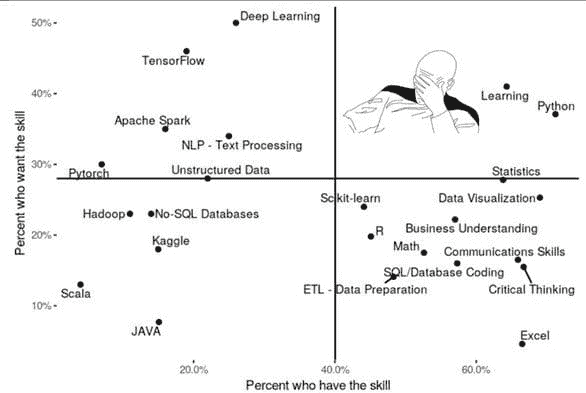 50%
Deep Learning
TensorFlow
40%
Learning
Python
Apache Spark
NLP - Text Processing
30%
Pytorch
Unstructured Data
Statistics
Scikit-learn
Data Visualization
Hadoop
No-SQL Databases
Business Understanding
20%
R
Kaggle
Math
Communications Skills
SQL/Database Coding
Scala
ETL - Data Preparation
Critical Thinking
10%
JAVA
Excel
20.0%
40.0%
60.0%
Percent who have the skill
Percent who want the skill